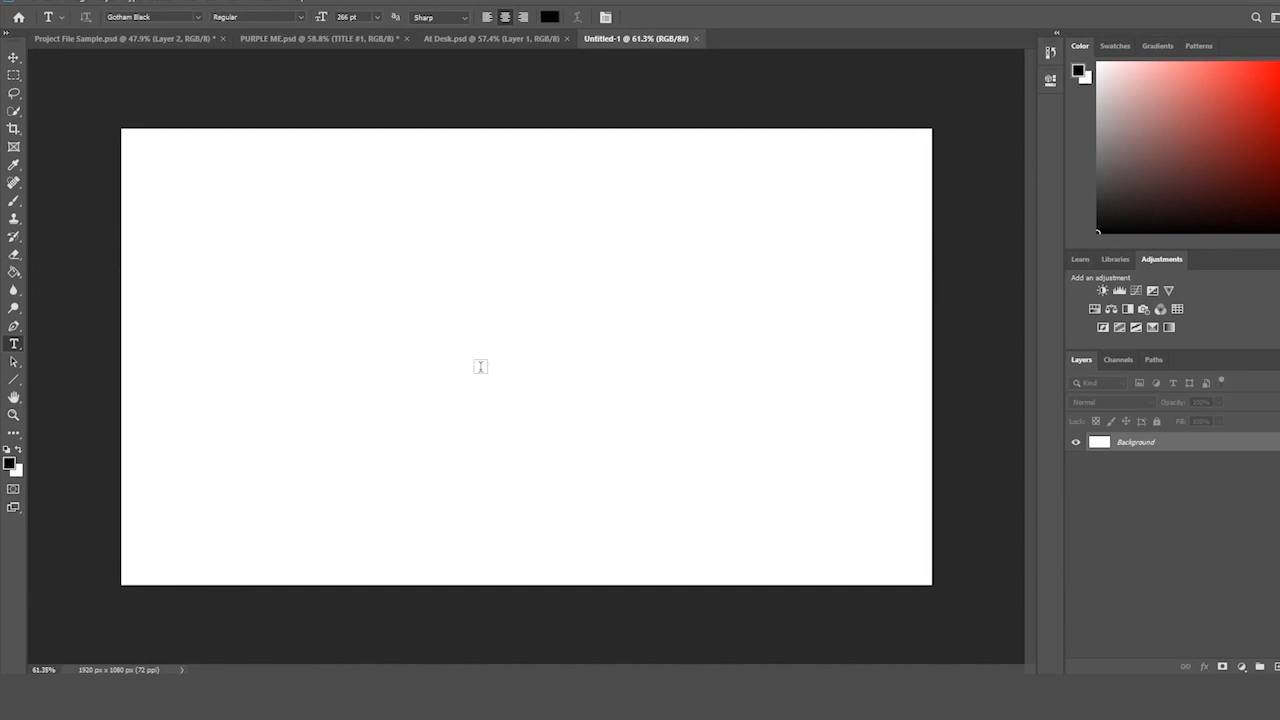 Gotham Black Regular 266 pt Sharp
Project File Sample.psd @ 47.9% (Layer 2, RGB/8) * × PURPLE ME.psd @ 58.8% (TITLE #1, RGB/8) * × At Desk.psd @ 57.4% (Layer 1, RGB/8) × Untitled-1 @ 61.3% (RGB/8#) ×
Color Swatches Gradients Patterns
Learn Libraries Adjustments
Add an adjustment
Layers Channels Paths
Kind
Normal Opacity: 100%
Lock: Fill: 100%
Background
61.35% 1920 px x 1080 px (72 ppi)